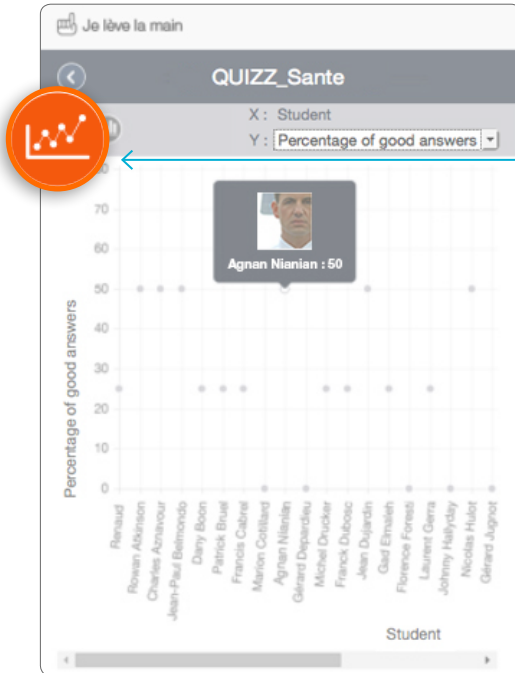 Je lève la main
QUIZZ_Sante
X : Student
Y : Percentage of good answers
70
60
50
40
30
20
10
0
Percentage of good answers
Agnan Nianian : 50
Renaud
Rowan Atkinson
Charles Aznavour
Jean-Paul Belmondo
Dany Boon
Patrick Bruel
Francis Cabrel
Marion Cotillard
Agnan Nianian
Gérard Depardieu
Michel Drucker
Franck Dubosc
Jean Dujardin
Gad Elmaleh
Florence Foresti
Laurent Gerra
Johnny Hallyday
Nicolas Hulot
Gérard Jugnot
Student